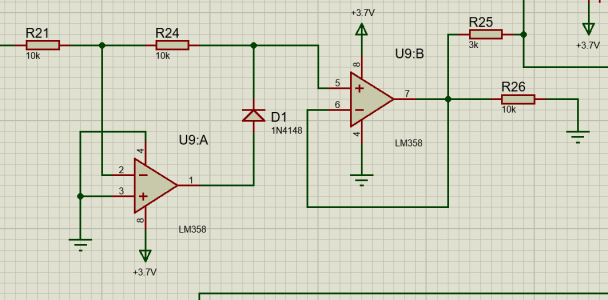 R21
10k
R24
10k
+3.7V
U9:B
8
5
6
7
4
LM358
R25
3k
+3.7V
R26
10k
D1
1N4148
U9:A
4
2
3
1
8
LM358
+3.7V